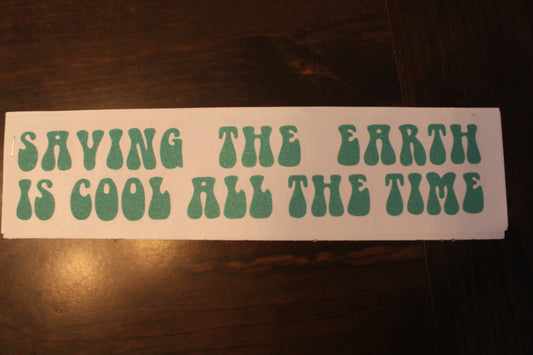 SAVING THE EARTH
IS COOL ALL THE TIME